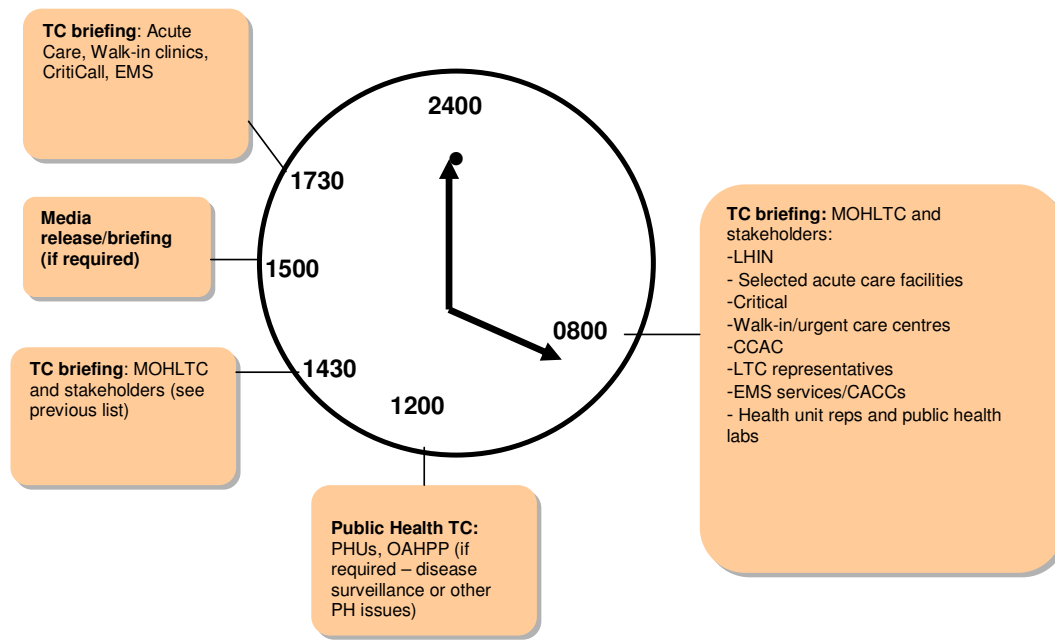 TC briefing: Acute
Care, Walk-in clinics,
CritiCall, EMS
2400
1730
Media
release/briefing
(if required)
1500
TC briefing: MOHLTC
and stakeholders (see
previous list)
1430
1200
0800
TC briefing: MOHLTC and
stakeholders:
-LHIN
- Selected acute care facilities
-Critical
-Walk-in/urgent care centres
-CCAC
-LTC representatives
-EMS services/CACCs
- Health unit reps and public health
labs
Public Health TC:
PHUs, OAHPP (if
required – disease
surveillance or other
PH issues)